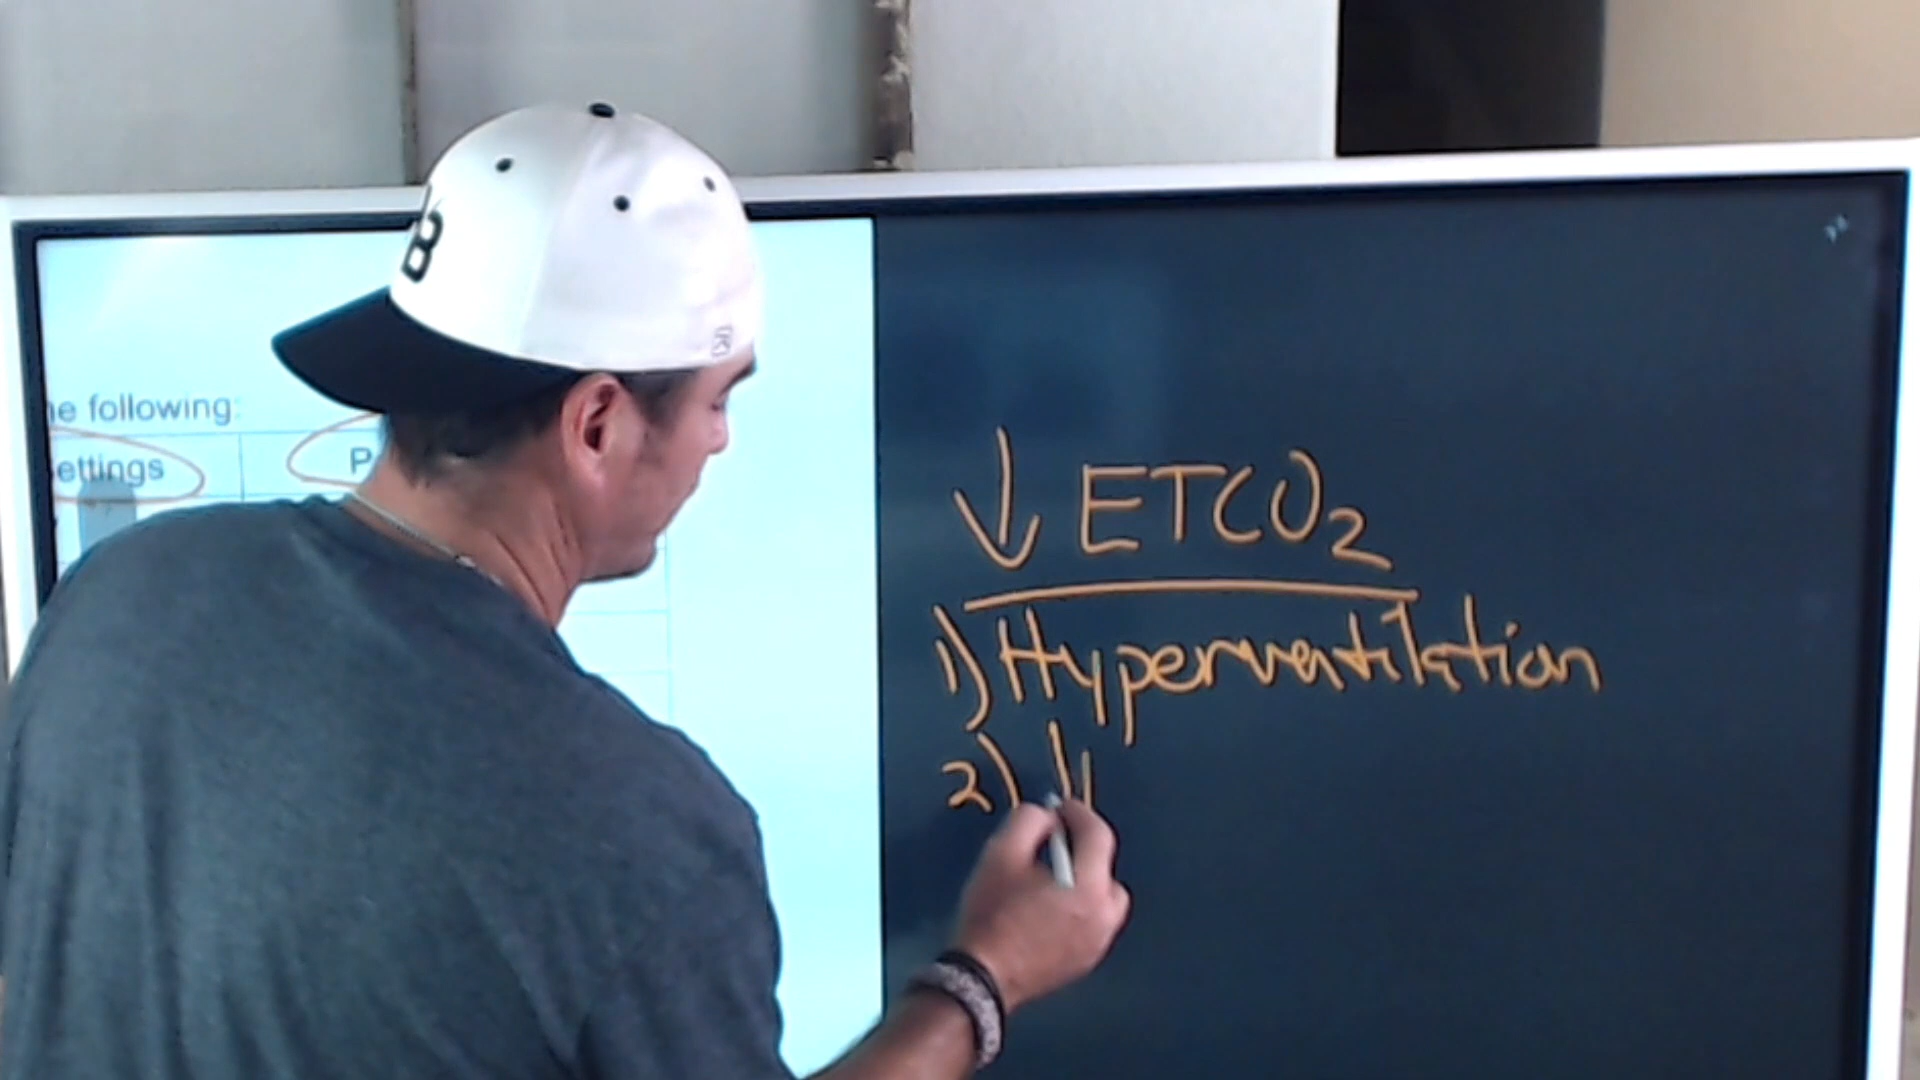 B
he following:
ettings P
↓ ETCO2
1) Hyperventilation
2) ↓